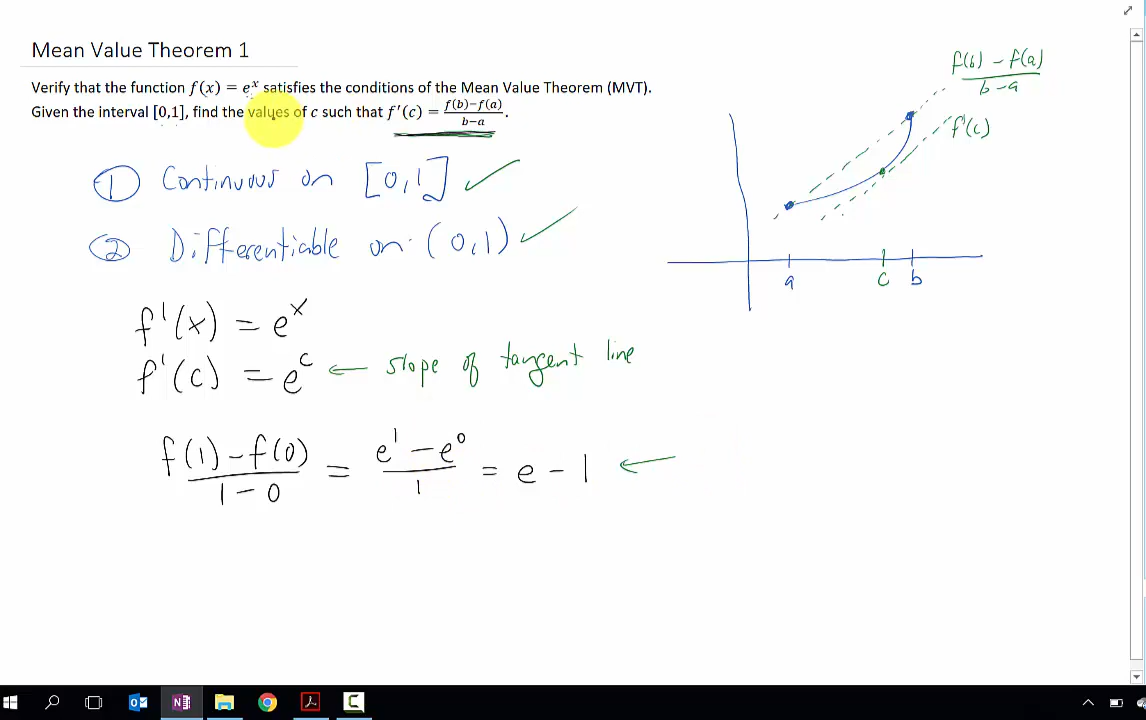 Mean Value Theorem 1
Verify that the function f(x) = e^x satisfies the conditions of the Mean Value Theorem (MVT).
Given the interval [0,1], find the values of c such that f'(c) = (f(b)−f(a))/(b−a).
① Continuous on [0,1] ✓
② Differentiable on (0,1) ✓
f'(x) = e^x
f'(c) = e^c ← slope of tangent line
(f(1) − f(0))/(1 − 0) = (e^1 − e^0)/1 = e − 1 ←
(f(b) − f(a))/(b − a)
f'(c)
a c b